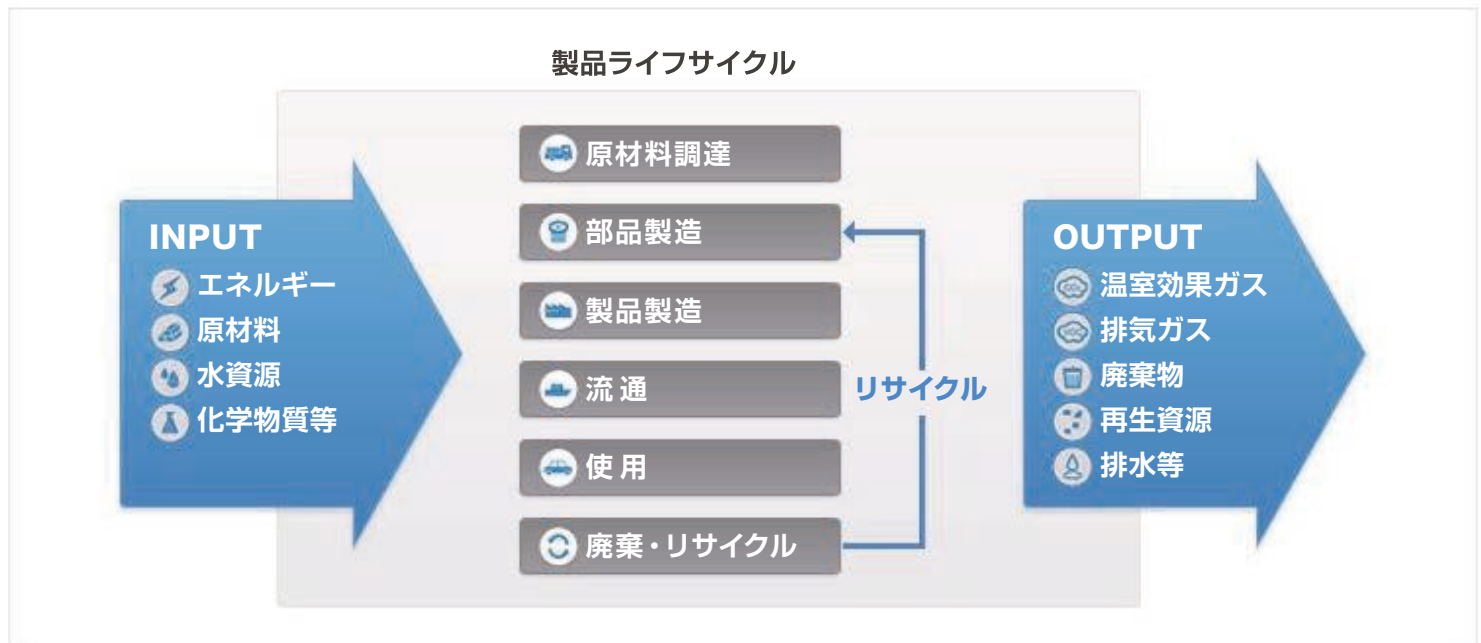 製品ライフサイクル
INPUT
エネルギー
原材料
水資源
化学物質等
原材料調達
部品製造
製品製造
流通
使用
廃棄・リサイクル
リサイクル
OUTPUT
温室効果ガス
排気ガス
廃棄物
再生資源
排水等